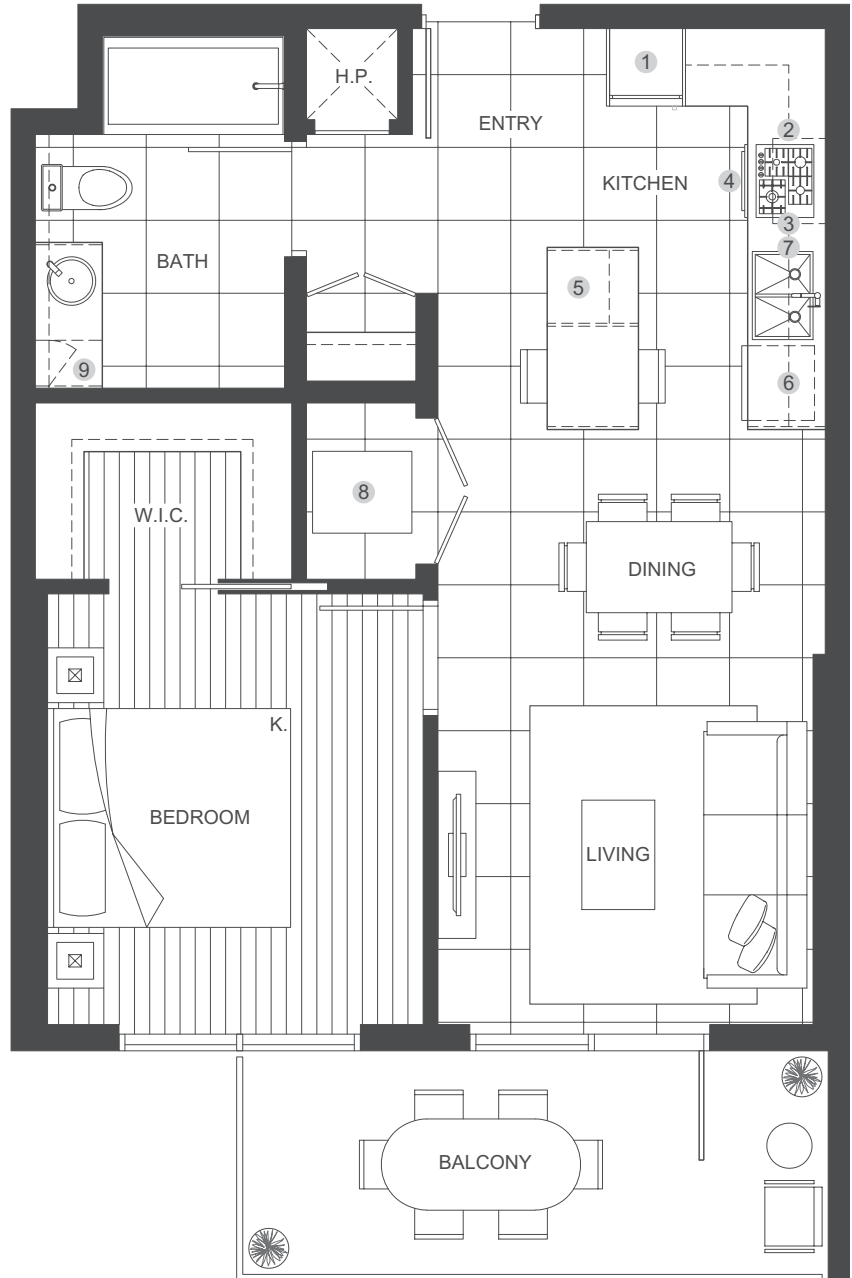 H.P.
1
ENTRY
2
KITCHEN
4
3
7
BATH
5
9
6
8
W.I.C.
DINING
K.
BEDROOM
LIVING
BALCONY